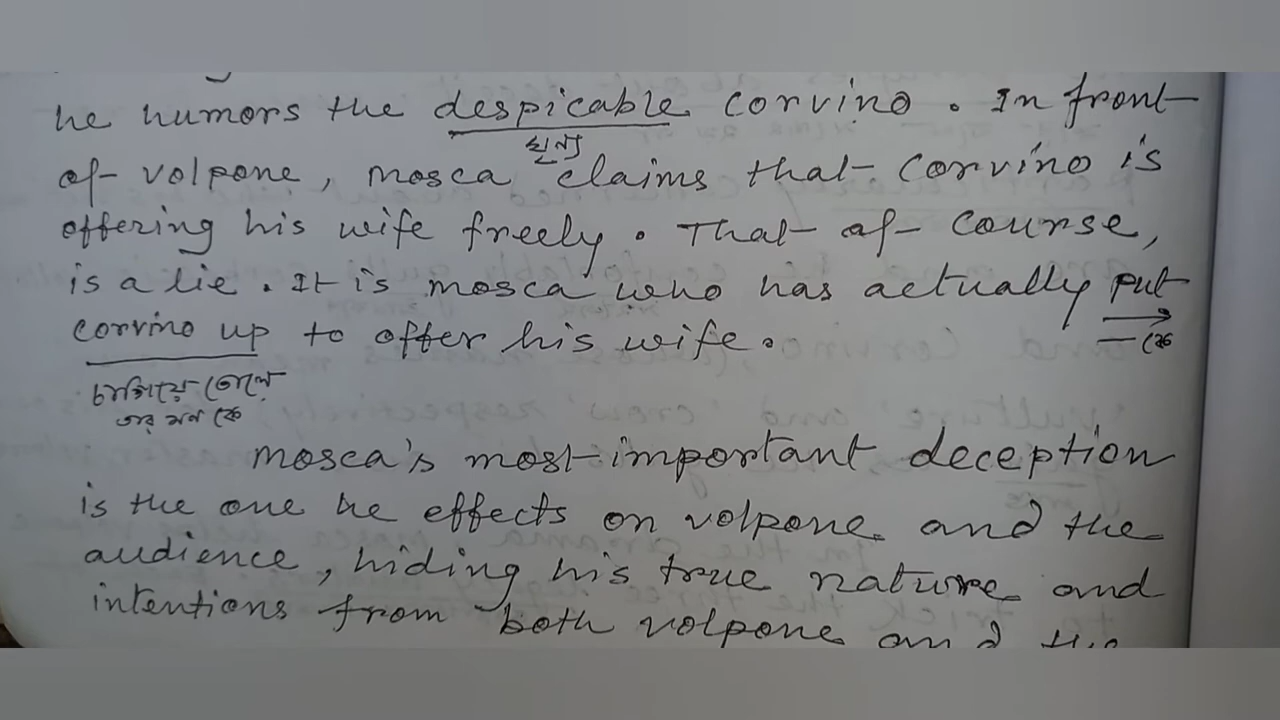 he humors the despicable Corvino. In front
ঘৃণ্য
of volpone, mosca claims that Corvino is
offering his wife freely. That of course,
is a lie. It is mosca who has actually put
corvino up to offer his wife.
তার মন কে
mosca's most important deception
is the one he effects on volpone and the
audience, hiding his true nature and
intentions from both volpone and the